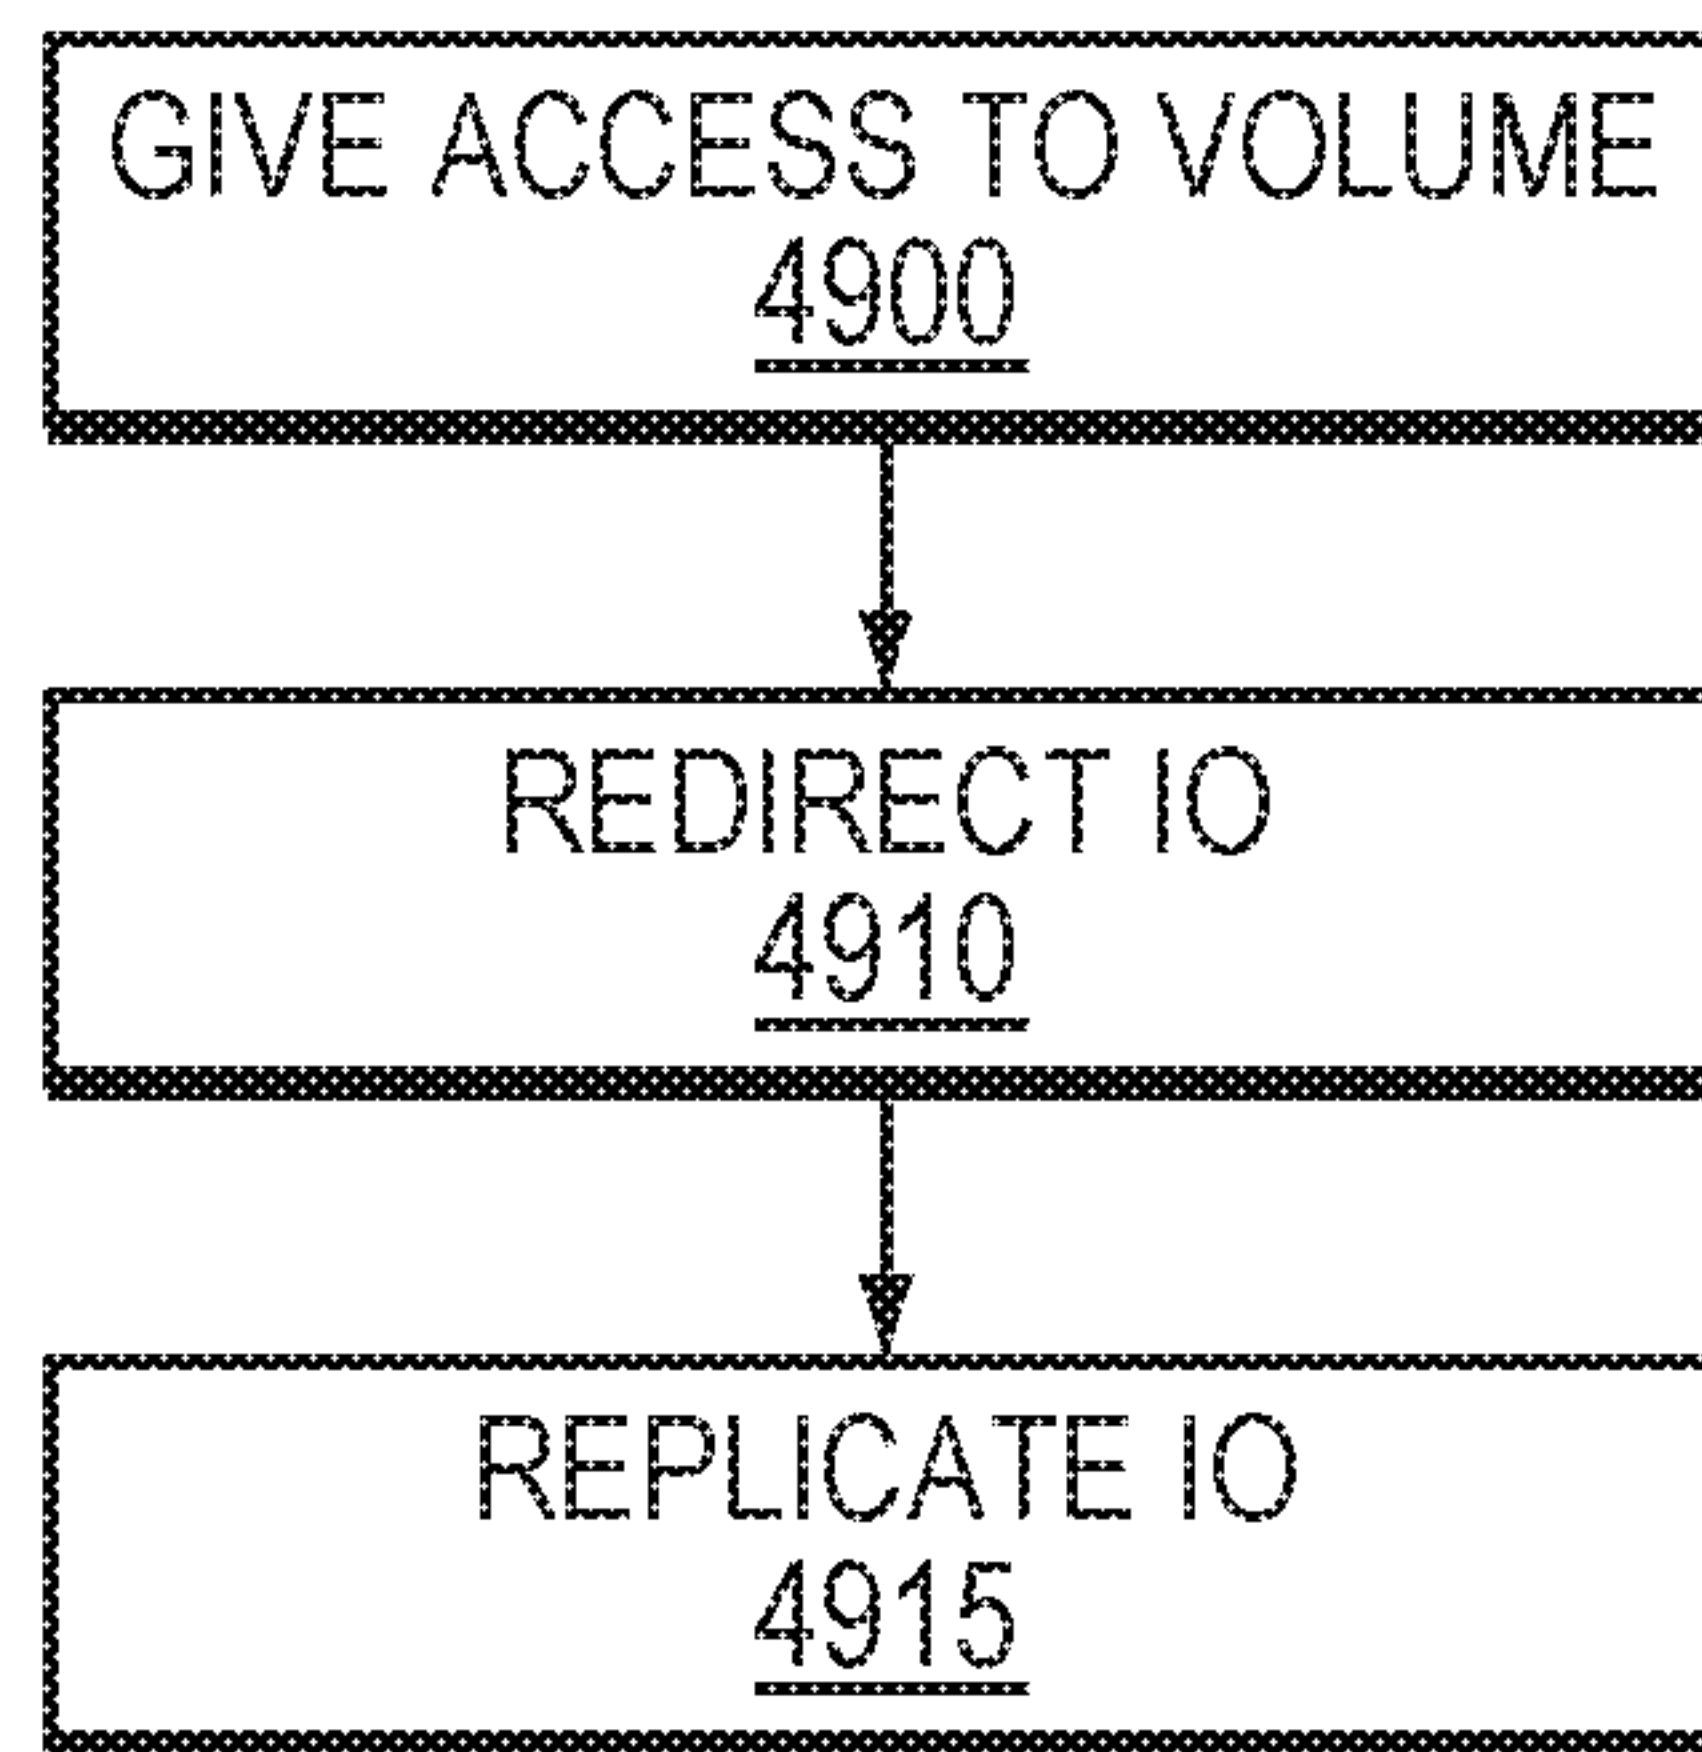 GIVE ACCESS TO VOLUME
4900
REDIRECT IO
4910
REPLICATE IO
4915